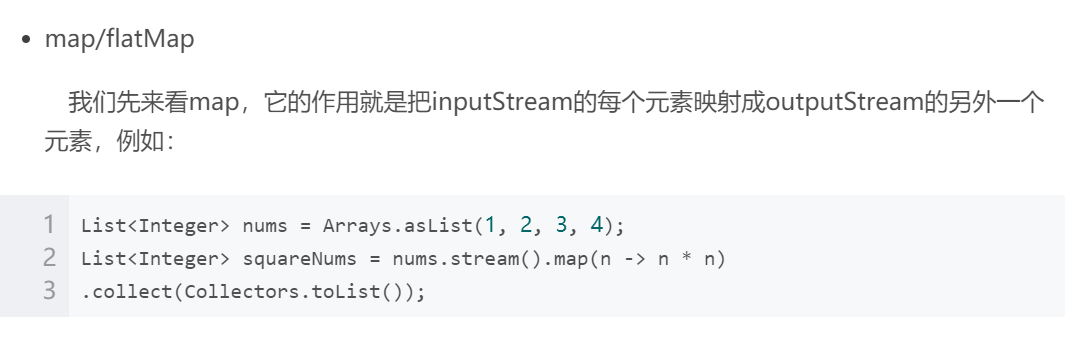 • map/flatMap
我们先来看map，它的作用就是把inputStream的每个元素映射成outputStream的另外一个
元素，例如：
1 List<Integer> nums = Arrays.asList(1, 2, 3, 4);
2 List<Integer> squareNums = nums.stream().map(n -> n * n)
3 .collect(Collectors.toList());